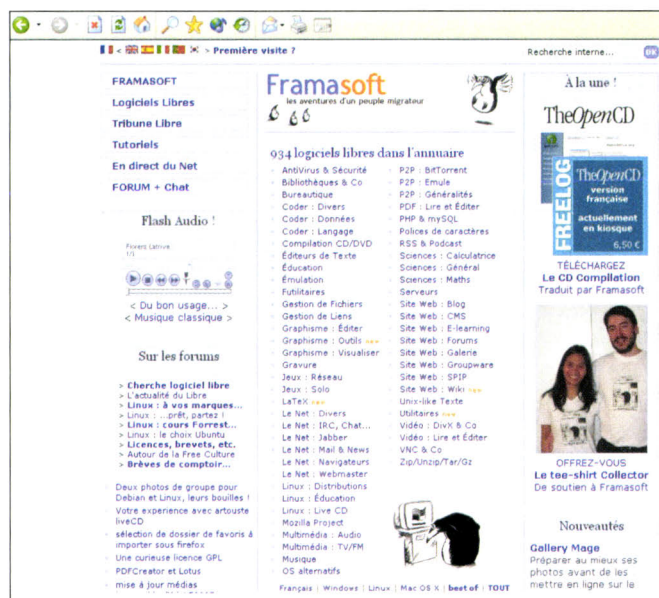 < > Première visite ?
Recherche interne... OK
FRAMASOFT
Logiciels Libres
Tribune Libre
Tutoriels
En direct du Net
FORUM + Chat
Flash Audio !
1/1
< Du bon usage... >
< Musique classique >
Sur les forums
> Cherche logiciel libre
> L'actualité du Libre
> Linux : à vos marques...
> Linux : ...prêt, partez !
> Linux : cours Forrest...
> Linux : le choix Ubuntu
> Licences, brevets, etc.
> Autour de la Free Culture
> Brèves de comptoir...
Deux photos de groupe pour
Debian et Linux, leurs bouilles !
Votre experience avec artouste
liveCD
sélection de dossier de favoris à
importer sous firefox
Une curieuse licence GPL
PDFCreator et Lotus
mise à jour médias
Framasoft
les aventures d'un peuple migrateur
934 logiciels libres dans l'annuaire
AntiVirus & Sécurité
Bibliothèques & Co
Bureautique
Coder : Divers
Coder : Données
Coder : Langage
Compilation CD/DVD
Éditeurs de Texte
Éducation
Émulation
Futilitaires
Gestion de Fichiers
Gestion de Liens
Graphisme : Éditer
Graphisme : Outils new
Graphisme : Visualiser
Gravure
Jeux : Réseau
Jeux : Solo
LaTeX new
Le Net : Divers
Le Net : IRC, Chat...
Le Net : Jabber
Le Net : Mail & News
Le Net : Navigateurs
Le Net : Webmaster
Linux : Distributions
Linux : Éducation
Linux : Live CD
Mozilla Project
Multimédia : Audio
Multimédia : TV/FM
Musique
OS alternatifs
P2P : BitTorrent
P2P : Emule
PDF : Lire et Éditer
PHP & mySQL
Polices de caractères
RSS & Podcast
Sciences : Calculatrice
Sciences : Général
Sciences : Maths
Serveurs
Site Web : Blog
Site Web : CMS
Site Web : E-learning
Site Web : Forums
Site Web : Galerie
Site Web : Groupware
Site Web : SPIP
Site Web : Wiki new
Unix-like Texte
Utilitaires new
Vidéo : DivX & Co
Vidéo : Lire et Éditer
VNC & Co
Zip/Unzip/Tar/Gz
Français | Windows | Linux | Mac OS X | best of | TOUT
À la une !
TheOpenCD
FREELOG
TheOpenCD
version
française
actuellement
en kiosque
6,50 €
TÉLÉCHARGEZ
Le CD Compilation
Traduit par Framasoft
OFFREZ-VOUS
Le tee-shirt Collector
De soutien à Framasoft
Nouveautés
Gallery Mage
Préparer au mieux ses
photos avant de les
mettre en ligne sur le